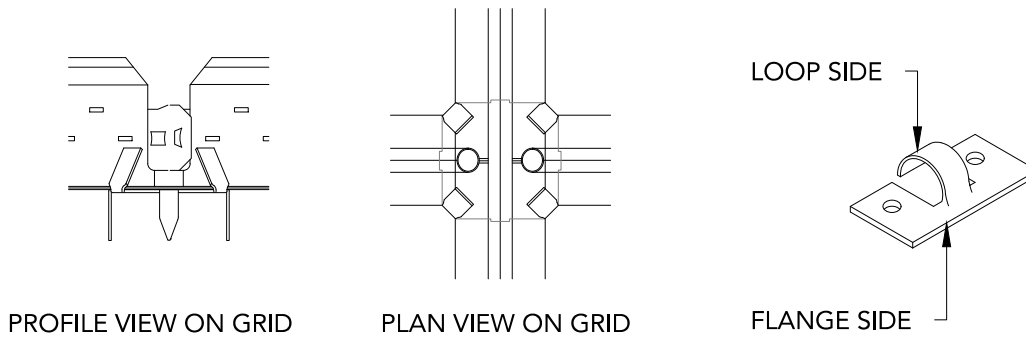 LOOP SIDE
PROFILE VIEW ON GRID
PLAN VIEW ON GRID
FLANGE SIDE